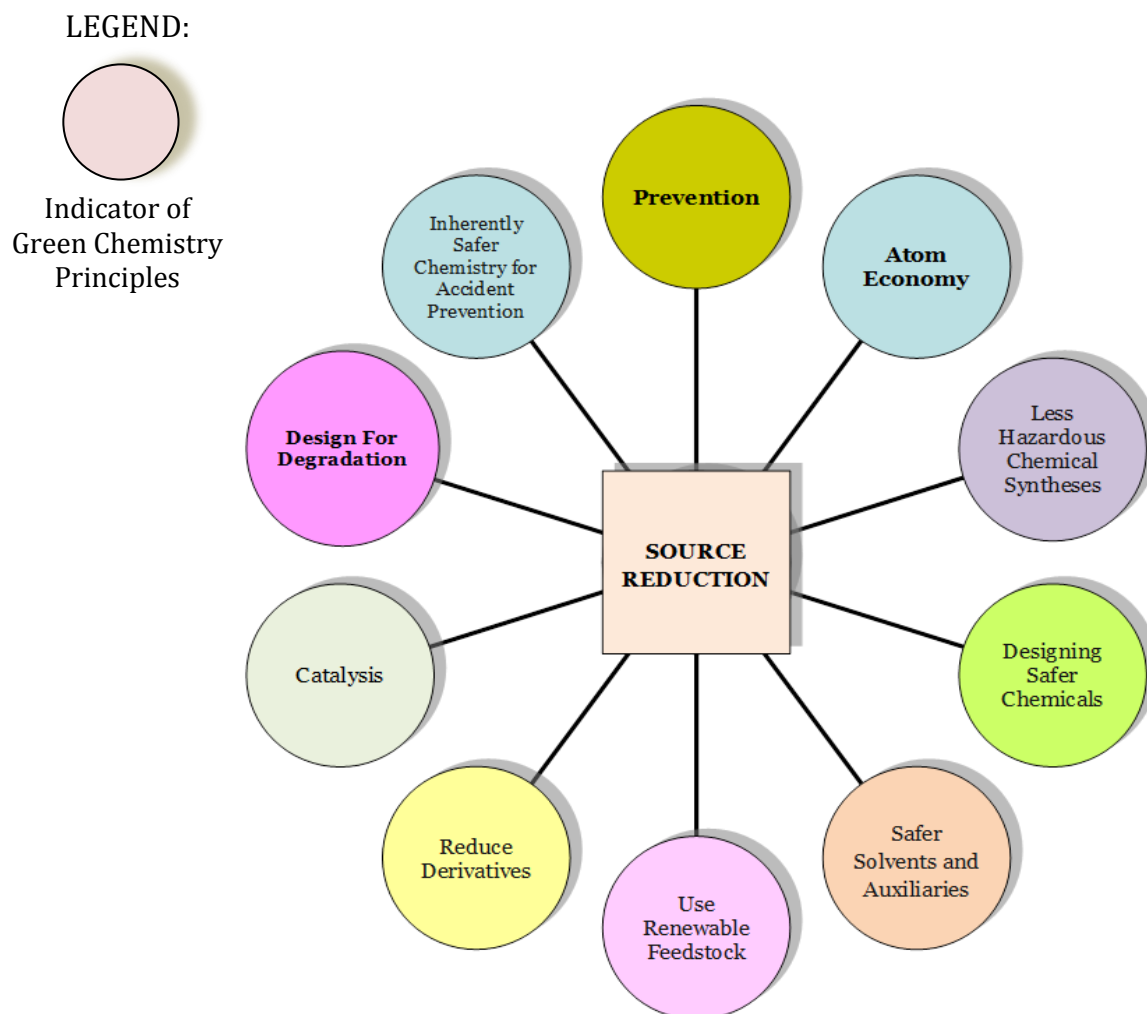 LEGEND:
Indicator of
Green Chemistry
Principles
Prevention
Atom
Economy
Less
Hazardous
Chemical
Syntheses
Designing
Safer
Chemicals
Safer
Solvents and
Auxiliaries
Use
Renewable
Feedstock
Reduce
Derivatives
Catalysis
Design For
Degradation
Inherently
Safer
Chemistry for
Accident
Prevention
SOURCE
REDUCTION